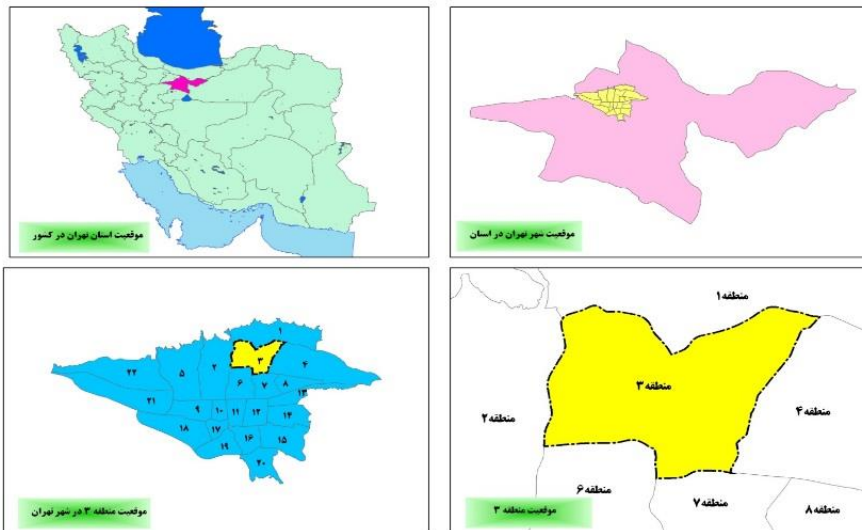 موقعیت استان تهران در کشور
موقعیت شهر تهران در استان
۱
۲
۳
۴
۵
۶
۷
۸
۹
۱۰
۱۱
۱۲
۱۳
۱۴
۱۵
۱۶
۱۷
۱۸
۱۹
۲۰
۲۱
۲۲
موقعیت منطقه ۳ در شهر تهران
منطقه ۱
منطقه ۳
منطقه ۴
منطقه ۲
منطقه ۶
منطقه ۷
منطقه ۸
موقعیت منطقه ۳